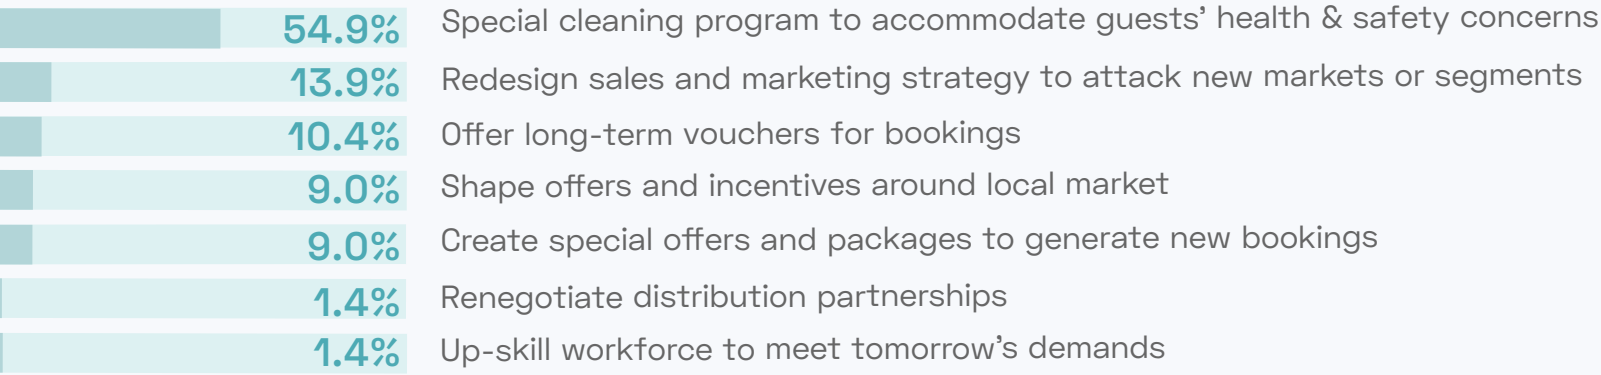 54.9% Special cleaning program to accommodate guests’ health & safety concerns
13.9% Redesign sales and marketing strategy to attack new markets or segments
10.4% Offer long-term vouchers for bookings
9.0% Shape offers and incentives around local market
9.0% Create special offers and packages to generate new bookings
1.4% Renegotiate distribution partnerships
1.4% Up-skill workforce to meet tomorrow’s demands